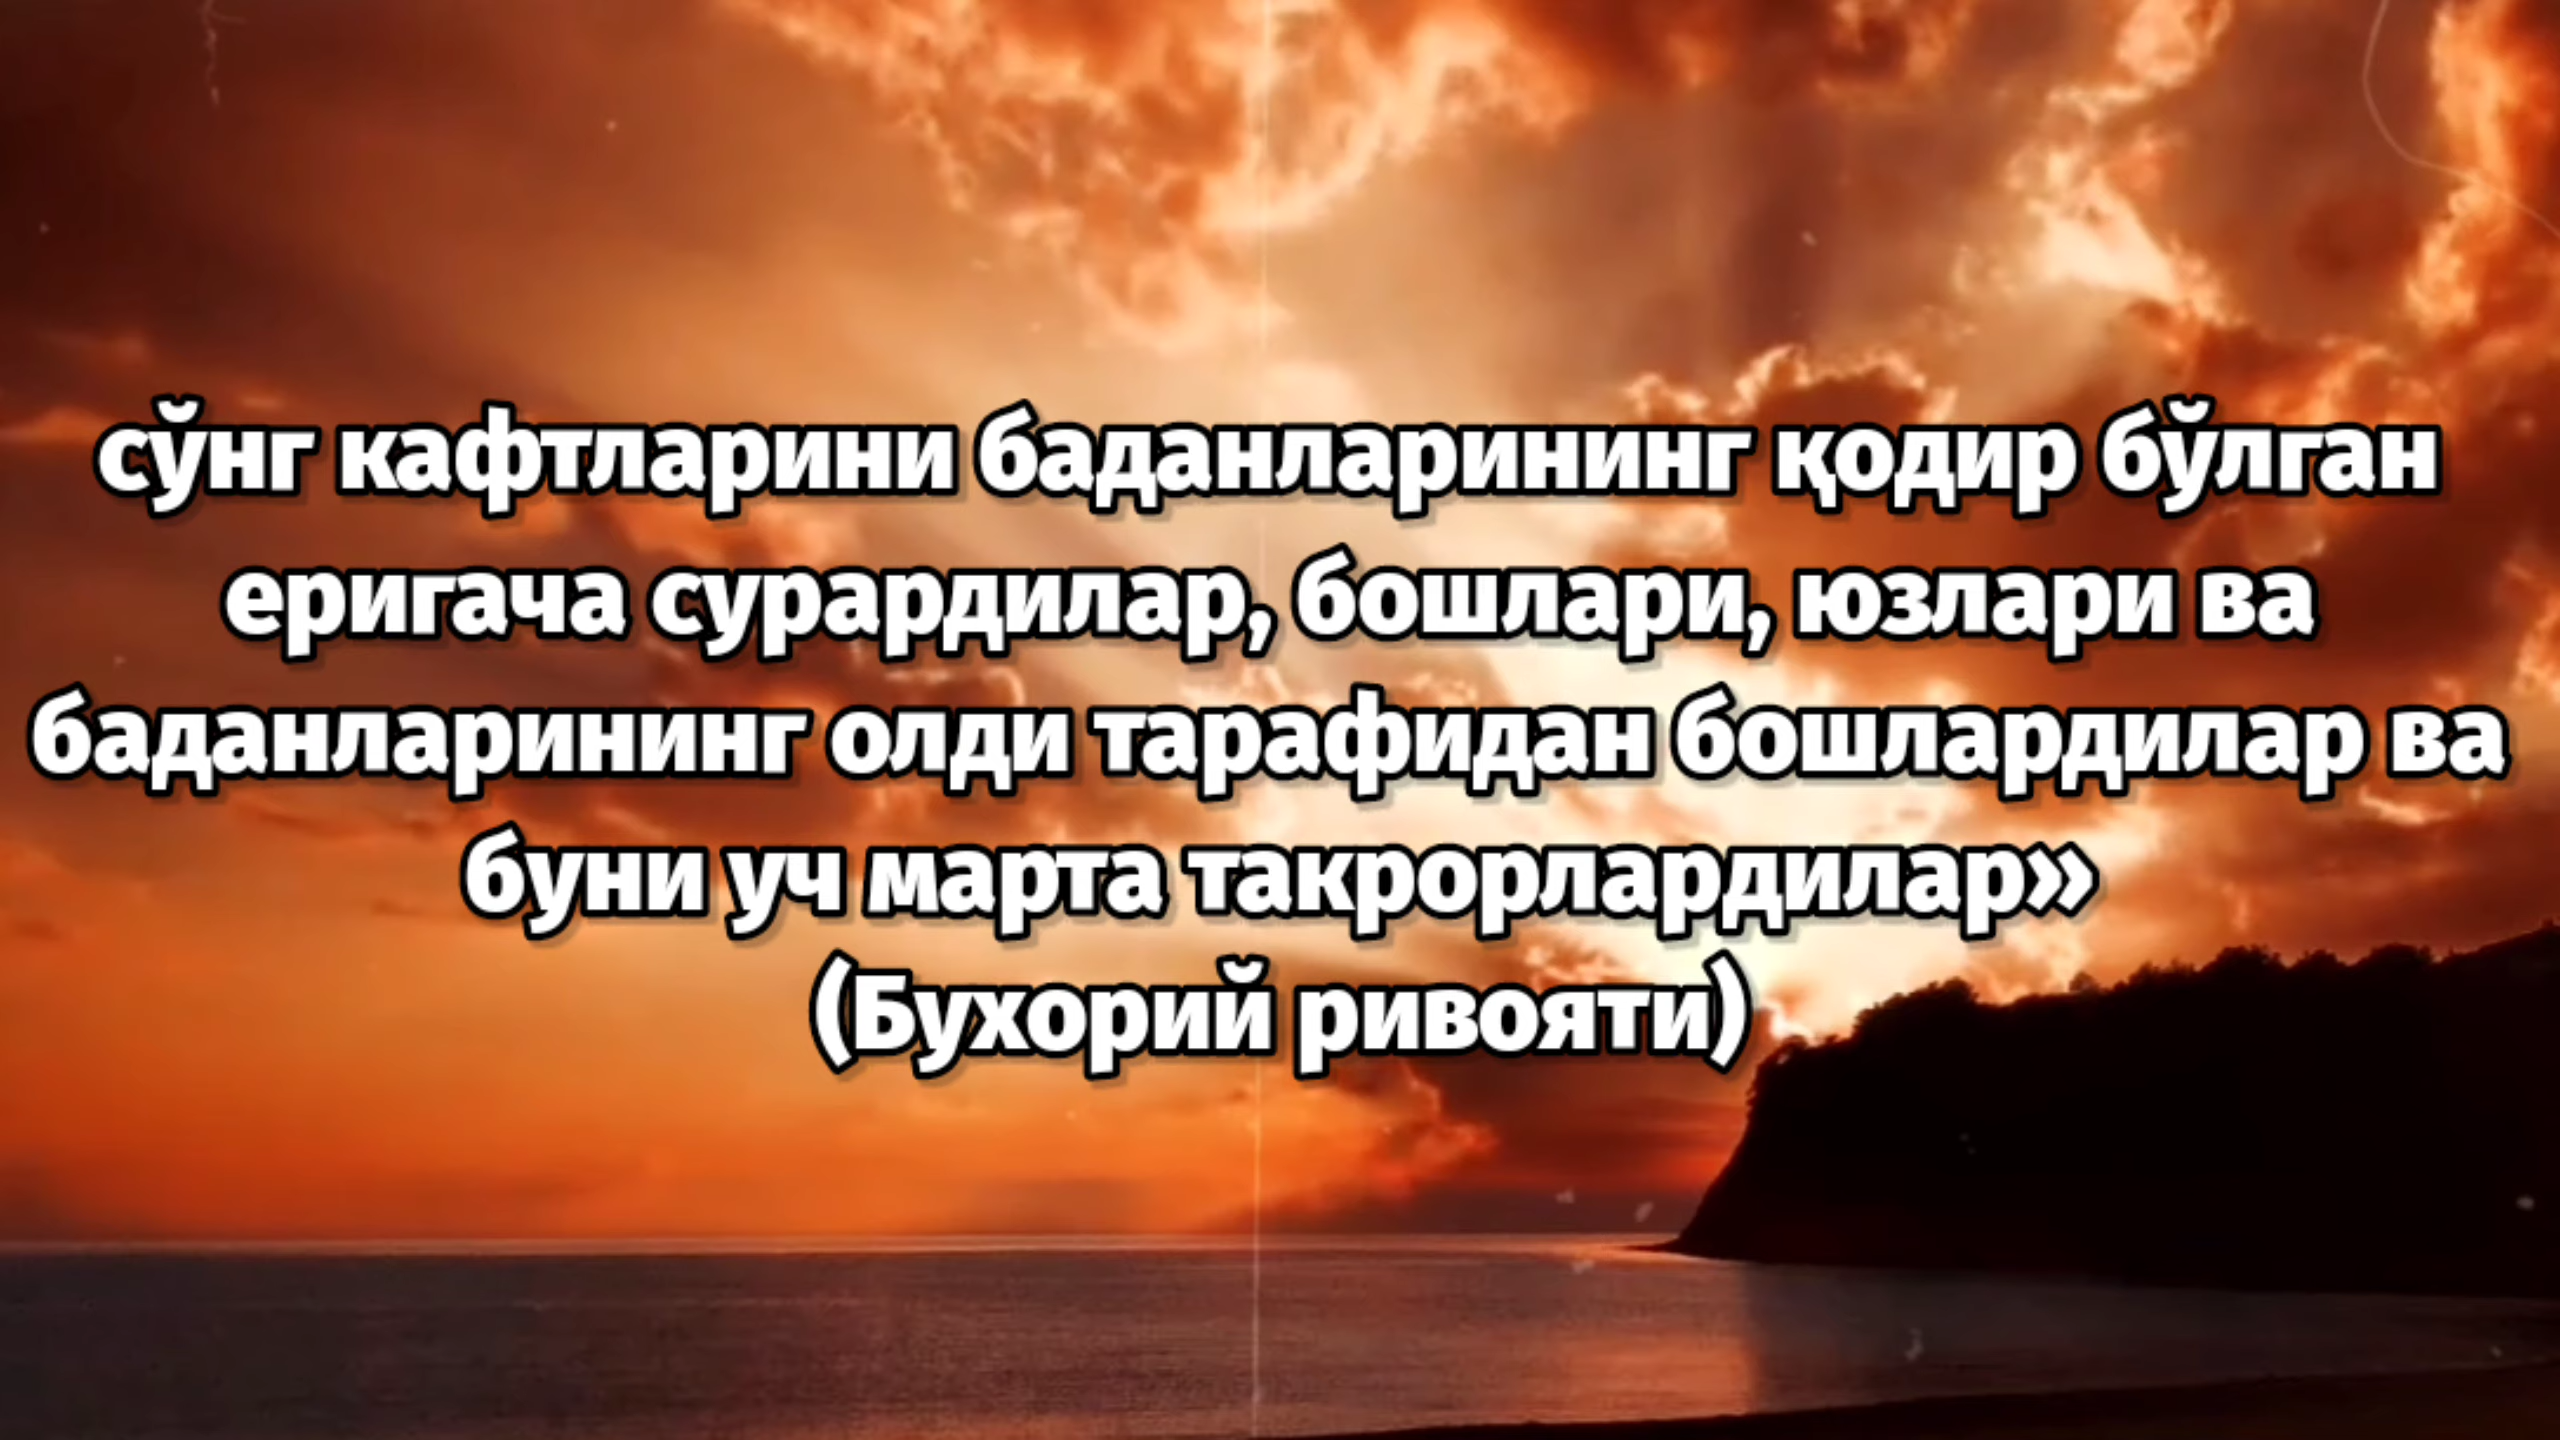 сўнг кафтларини баданларининг қодир бўлган
еригача сурардилар, бошлари, юзлари ва
баданларининг олди тарафидан бошлардилар ва
буни уч марта такрорлардилар»
(Бухорий ривояти)